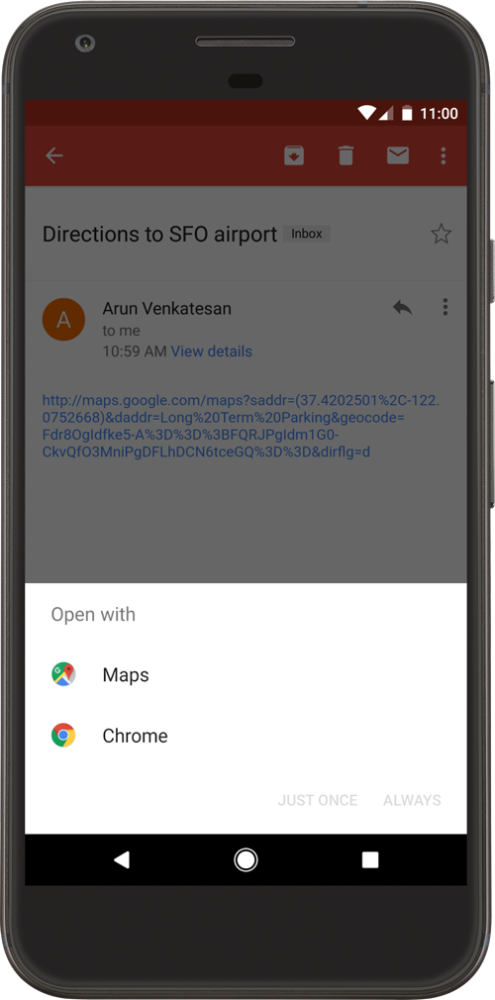 11:00
Directions to SFO airport Inbox
A
Arun Venkatesan
to me
10:59 AM View details
http://maps.google.com/maps?saddr=(37.4202501%2C-122.
0752668)&daddr=Long%20Term%20Parking&geocode=
Fdr8OgIdfke5-A%3D%3D%3BFQRJPgIdm1G0-
CkvQfO3MniPgDFLhDCN6tceGQ%3D%3D&dirflg=d
Open with
G
Maps
Chrome
JUST ONCE ALWAYS